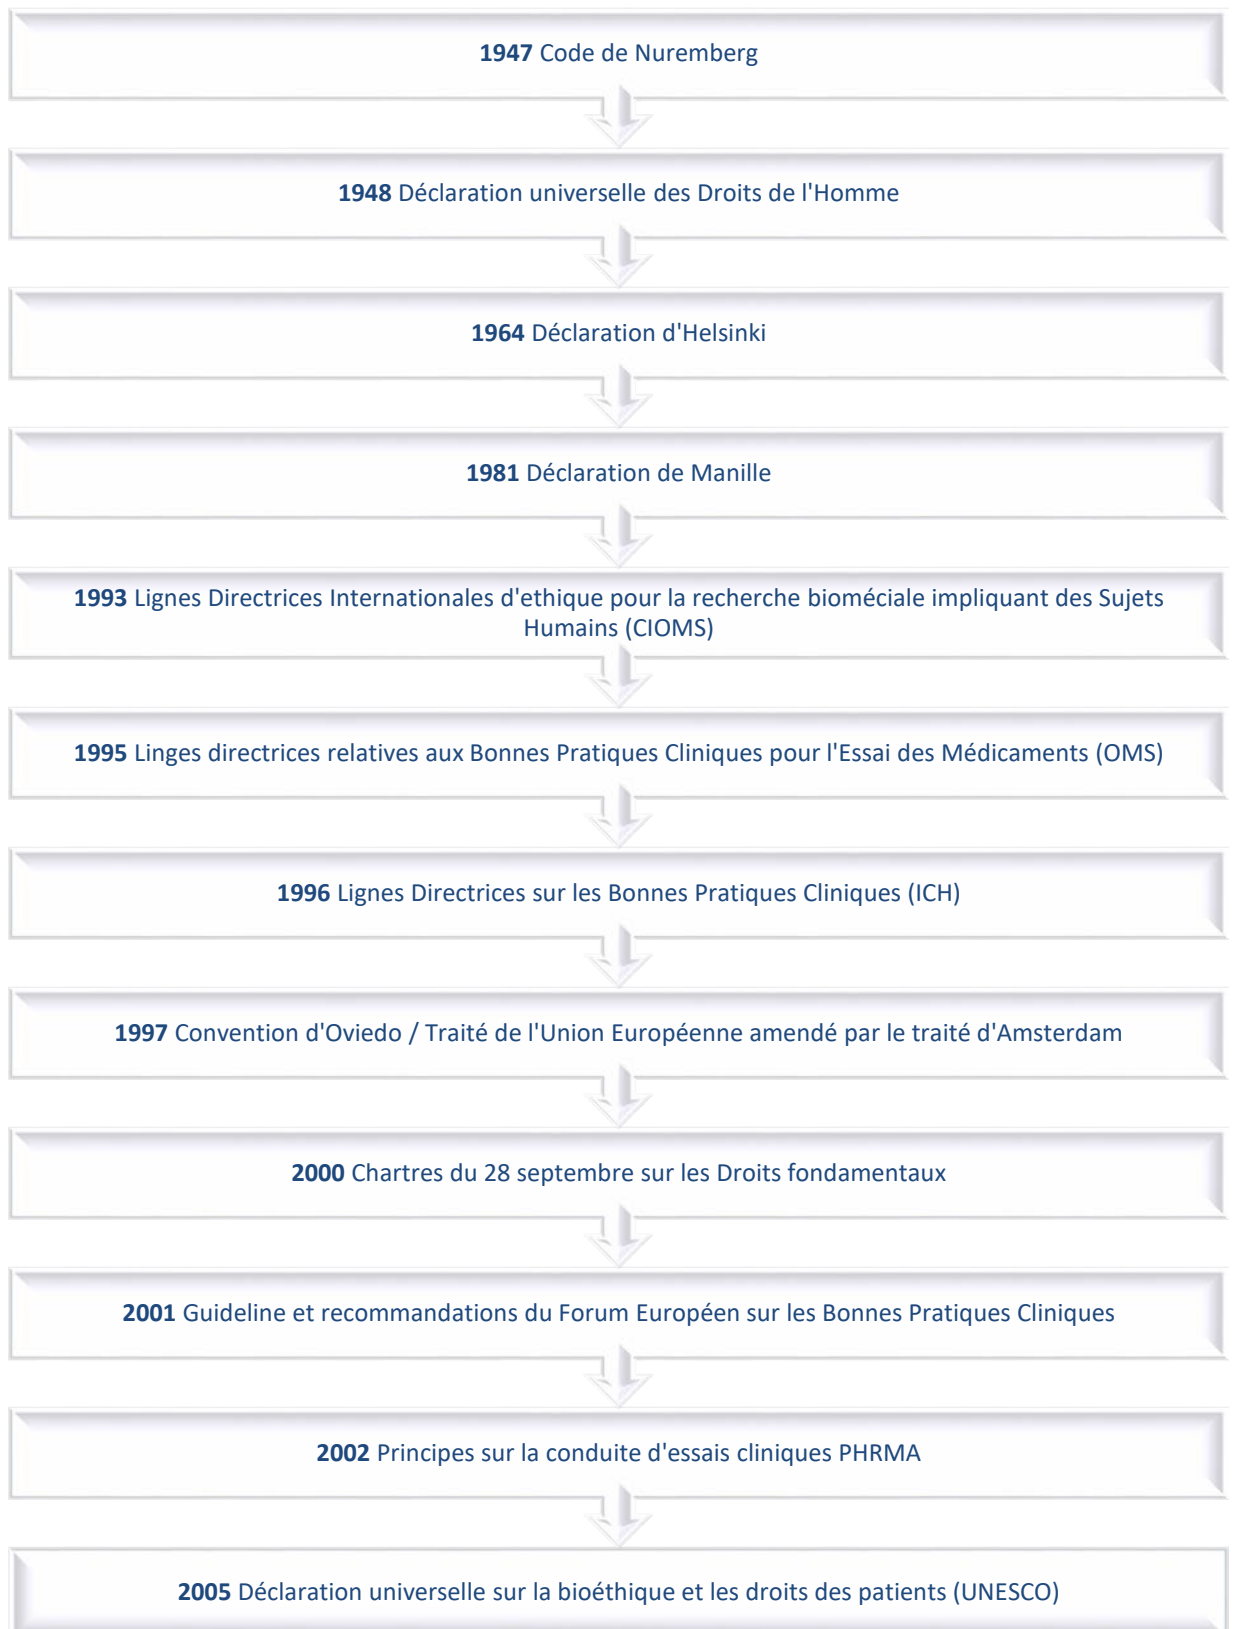 1947 Code de Nuremberg
1948 Déclaration universelle des Droits de l'Homme
1964 Déclaration d'Helsinki
1981 Déclaration de Manille
1993 Lignes Directrices Internationales d'ethique pour la recherche bioméciale impliquant des Sujets
Humains (CIOMS)
1995 Linges directrices relatives aux Bonnes Pratiques Cliniques pour l'Essai des Médicaments (OMS)
1996 Lignes Directrices sur les Bonnes Pratiques Cliniques (ICH)
1997 Convention d'Oviedo / Traité de l'Union Européenne amendé par le traité d'Amsterdam
2000 Chartres du 28 septembre sur les Droits fondamentaux
2001 Guideline et recommandations du Forum Européen sur les Bonnes Pratiques Cliniques
2002 Principes sur la conduite d'essais cliniques PHRMA
2005 Déclaration universelle sur la bioéthique et les droits des patients (UNESCO)